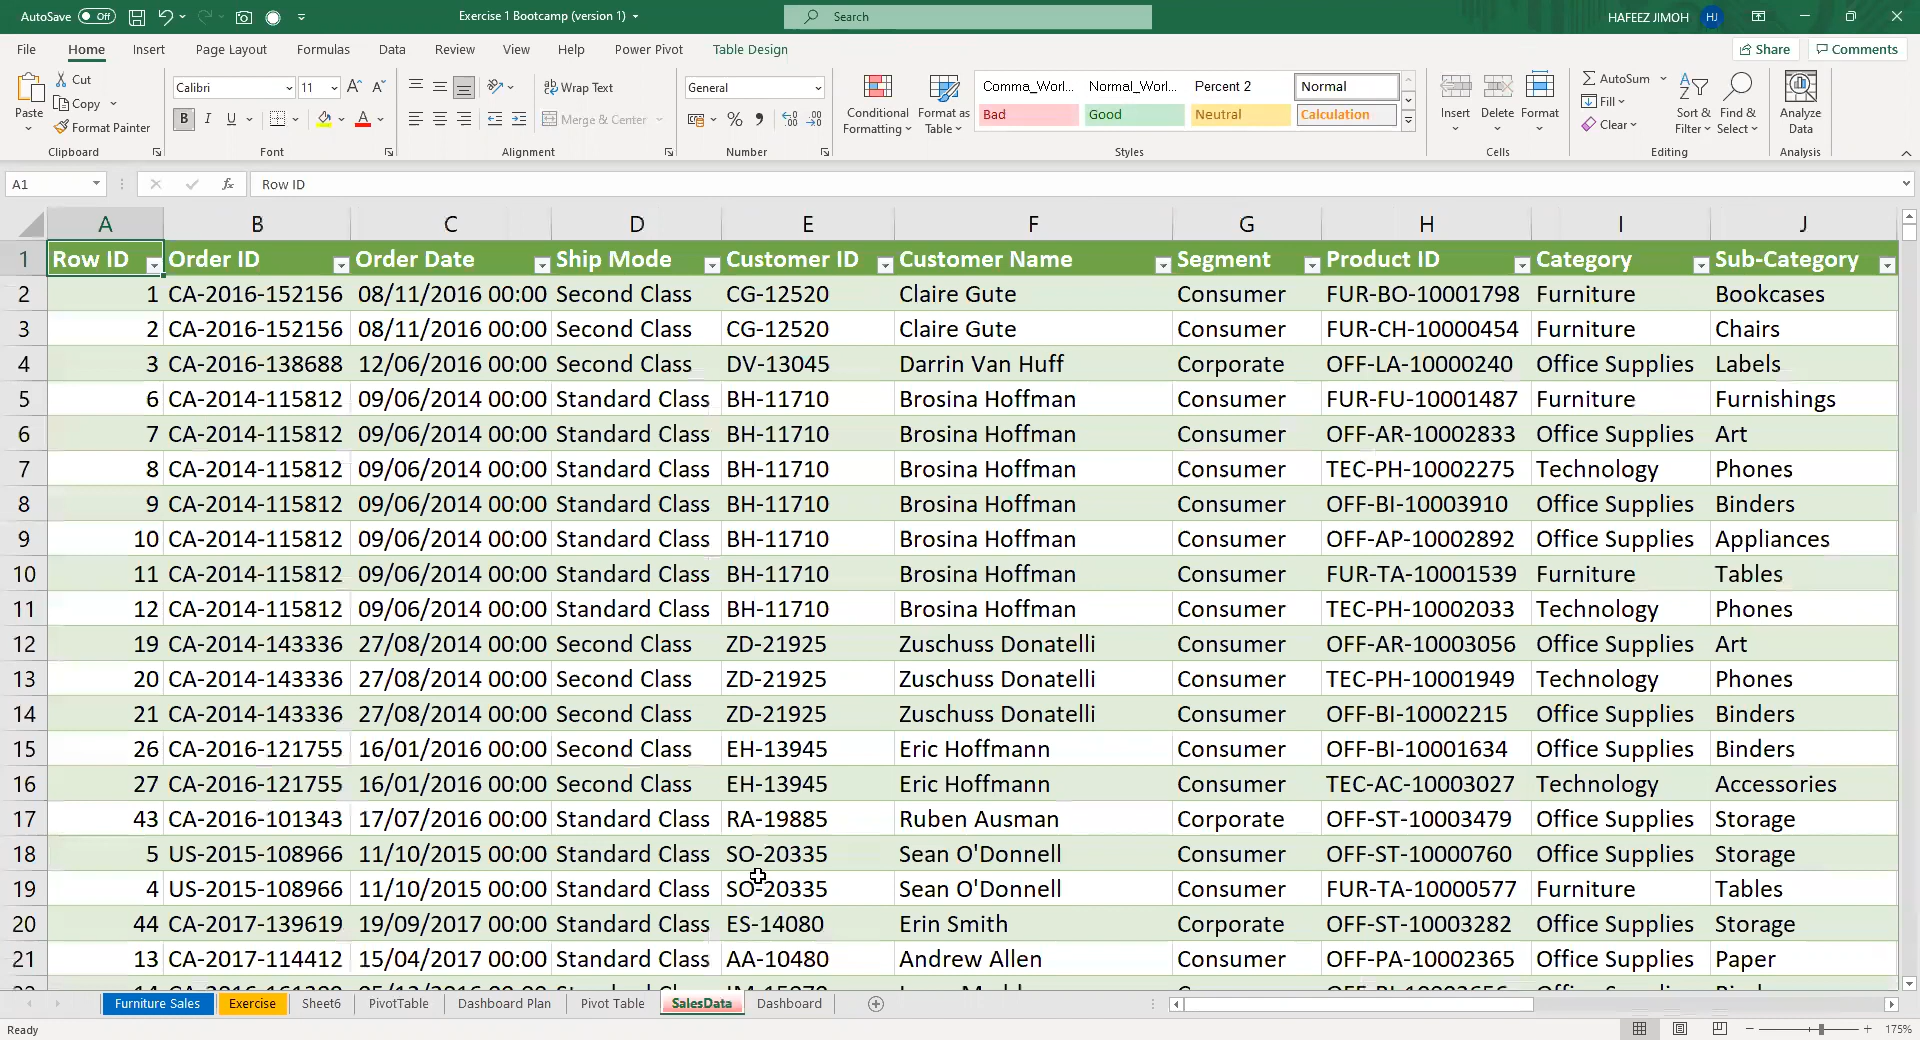 AutoSave Off Exercise 1 Bootcamp (version 1) Search HAFEEZ JIMOH HJ
File Home Insert Page Layout Formulas Data Review View Help Power Pivot Table Design Share Comments
Paste Cut Copy Format Painter Clipboard
Calibri 11 B I U A A Font
Wrap Text Merge & Center Alignment
General % Number
Conditional Formatting Format as Table Comma_Worl... Normal_Worl... Percent 2 Normal
Bad Good Neutral Calculation Styles
Insert Delete Format Cells
AutoSum Fill Clear Sort & Filter Find & Select Editing
Analyze Data Analysis
A1 fx Row ID
A B C D E F G H I J
1 Row ID Order ID Order Date Ship Mode Customer ID Customer Name Segment Product ID Category Sub-Category
2 1 CA-2016-152156 08/11/2016 00:00 Second Class CG-12520 Claire Gute Consumer FUR-BO-10001798 Furniture Bookcases
3 2 CA-2016-152156 08/11/2016 00:00 Second Class CG-12520 Claire Gute Consumer FUR-CH-10000454 Furniture Chairs
4 3 CA-2016-138688 12/06/2016 00:00 Second Class DV-13045 Darrin Van Huff Corporate OFF-LA-10000240 Office Supplies Labels
5 6 CA-2014-115812 09/06/2014 00:00 Standard Class BH-11710 Brosina Hoffman Consumer FUR-FU-10001487 Furniture Furnishings
6 7 CA-2014-115812 09/06/2014 00:00 Standard Class BH-11710 Brosina Hoffman Consumer OFF-AR-10002833 Office Supplies Art
7 8 CA-2014-115812 09/06/2014 00:00 Standard Class BH-11710 Brosina Hoffman Consumer TEC-PH-10002275 Technology Phones
8 9 CA-2014-115812 09/06/2014 00:00 Standard Class BH-11710 Brosina Hoffman Consumer OFF-BI-10003910 Office Supplies Binders
9 10 CA-2014-115812 09/06/2014 00:00 Standard Class BH-11710 Brosina Hoffman Consumer OFF-AP-10002892 Office Supplies Appliances
10 11 CA-2014-115812 09/06/2014 00:00 Standard Class BH-11710 Brosina Hoffman Consumer FUR-TA-10001539 Furniture Tables
11 12 CA-2014-115812 09/06/2014 00:00 Standard Class BH-11710 Brosina Hoffman Consumer TEC-PH-10002033 Technology Phones
12 19 CA-2014-143336 27/08/2014 00:00 Second Class ZD-21925 Zuschuss Donatelli Consumer OFF-AR-10003056 Office Supplies Art
13 20 CA-2014-143336 27/08/2014 00:00 Second Class ZD-21925 Zuschuss Donatelli Consumer TEC-PH-10001949 Technology Phones
14 21 CA-2014-143336 27/08/2014 00:00 Second Class ZD-21925 Zuschuss Donatelli Consumer OFF-BI-10002215 Office Supplies Binders
15 26 CA-2016-121755 16/01/2016 00:00 Second Class EH-13945 Eric Hoffmann Consumer OFF-BI-10001634 Office Supplies Binders
16 27 CA-2016-121755 16/01/2016 00:00 Second Class EH-13945 Eric Hoffmann Consumer TEC-AC-10003027 Technology Accessories
17 43 CA-2016-101343 17/07/2016 00:00 Standard Class RA-19885 Ruben Ausman Corporate OFF-ST-10003479 Office Supplies Storage
18 5 US-2015-108966 11/10/2015 00:00 Standard Class SO-20335 Sean O'Donnell Consumer OFF-ST-10000760 Office Supplies Storage
19 4 US-2015-108966 11/10/2015 00:00 Standard Class SO-20335 Sean O'Donnell Consumer FUR-TA-10000577 Furniture Tables
20 44 CA-2017-139619 19/09/2017 00:00 Standard Class ES-14080 Erin Smith Corporate OFF-ST-10003282 Office Supplies Storage
21 13 CA-2017-114412 15/04/2017 00:00 Standard Class AA-10480 Andrew Allen Consumer OFF-PA-10002365 Office Supplies Paper
Furniture Sales Exercise Sheet6 PivotTable Dashboard Plan Pivot Table SalesData Dashboard
Ready 175%